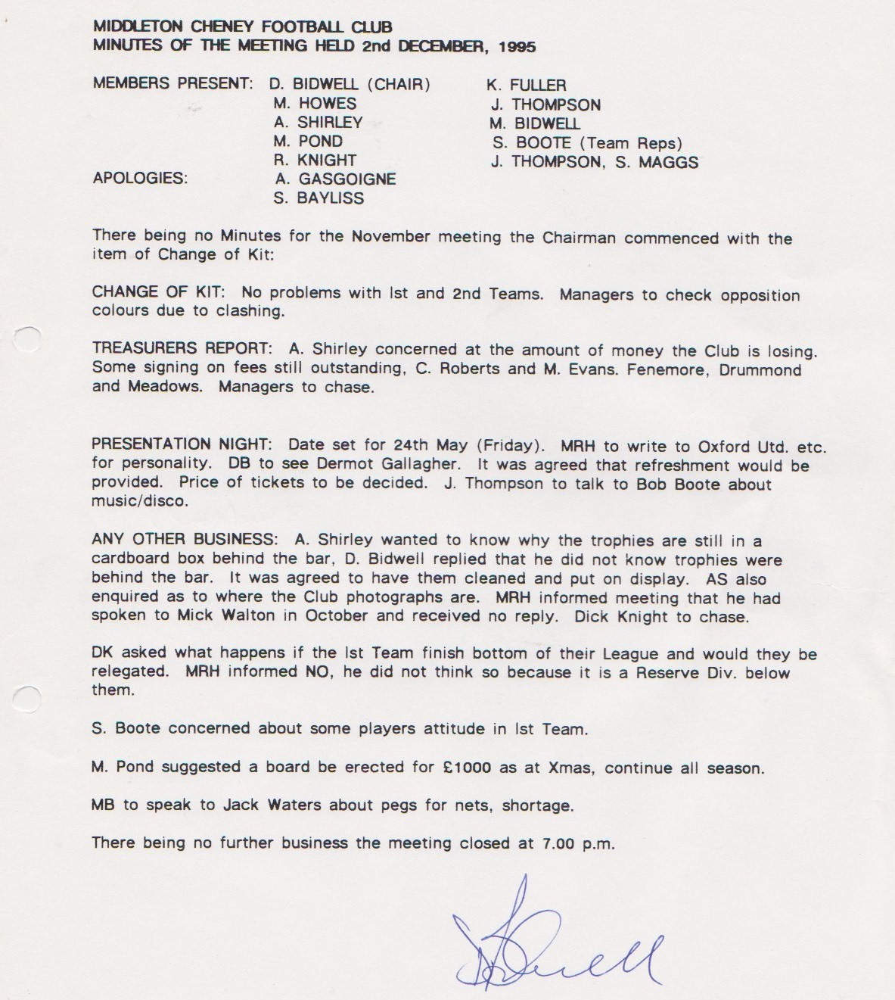 MIDDLETON CHENEY FOOTBALL CLUB
MINUTES OF THE MEETING HELD 2nd DECEMBER, 1995
MEMBERS PRESENT: D. BIDWELL (CHAIR) K. FULLER
M. HOWES J. THOMPSON
A. SHIRLEY M. BIDWELL
M. POND S. BOOTE (Team Reps)
R. KNIGHT J. THOMPSON, S. MAGGS
APOLOGIES: A. GASGOIGNE
S. BAYLISS
There being no Minutes for the November meeting the Chairman commenced with the
item of Change of Kit:
CHANGE OF KIT: No problems with Ist and 2nd Teams. Managers to check opposition
colours due to clashing.
TREASURERS REPORT: A. Shirley concerned at the amount of money the Club is losing.
Some signing on fees still outstanding, C. Roberts and M. Evans. Fenemore, Drummond
and Meadows. Managers to chase.
PRESENTATION NIGHT: Date set for 24th May (Friday). MRH to write to Oxford Utd. etc.
for personality. DB to see Dermot Gallagher. It was agreed that refreshment would be
provided. Price of tickets to be decided. J. Thompson to talk to Bob Boote about
music/disco.
ANY OTHER BUSINESS: A. Shirley wanted to know why the trophies are still in a
cardboard box behind the bar, D. Bidwell replied that he did not know trophies were
behind the bar. It was agreed to have them cleaned and put on display. AS also
enquired as to where the Club photographs are. MRH informed meeting that he had
spoken to Mick Walton in October and received no reply. Dick Knight to chase.
DK asked what happens if the Ist Team finish bottom of their League and would they be
relegated. MRH informed NO, he did not think so because it is a Reserve Div. below
them.
S. Boote concerned about some players attitude in Ist Team.
M. Pond suggested a board be erected for £1000 as at Xmas, continue all season.
MB to speak to Jack Waters about pegs for nets, shortage.
There being no further business the meeting closed at 7.00 p.m.